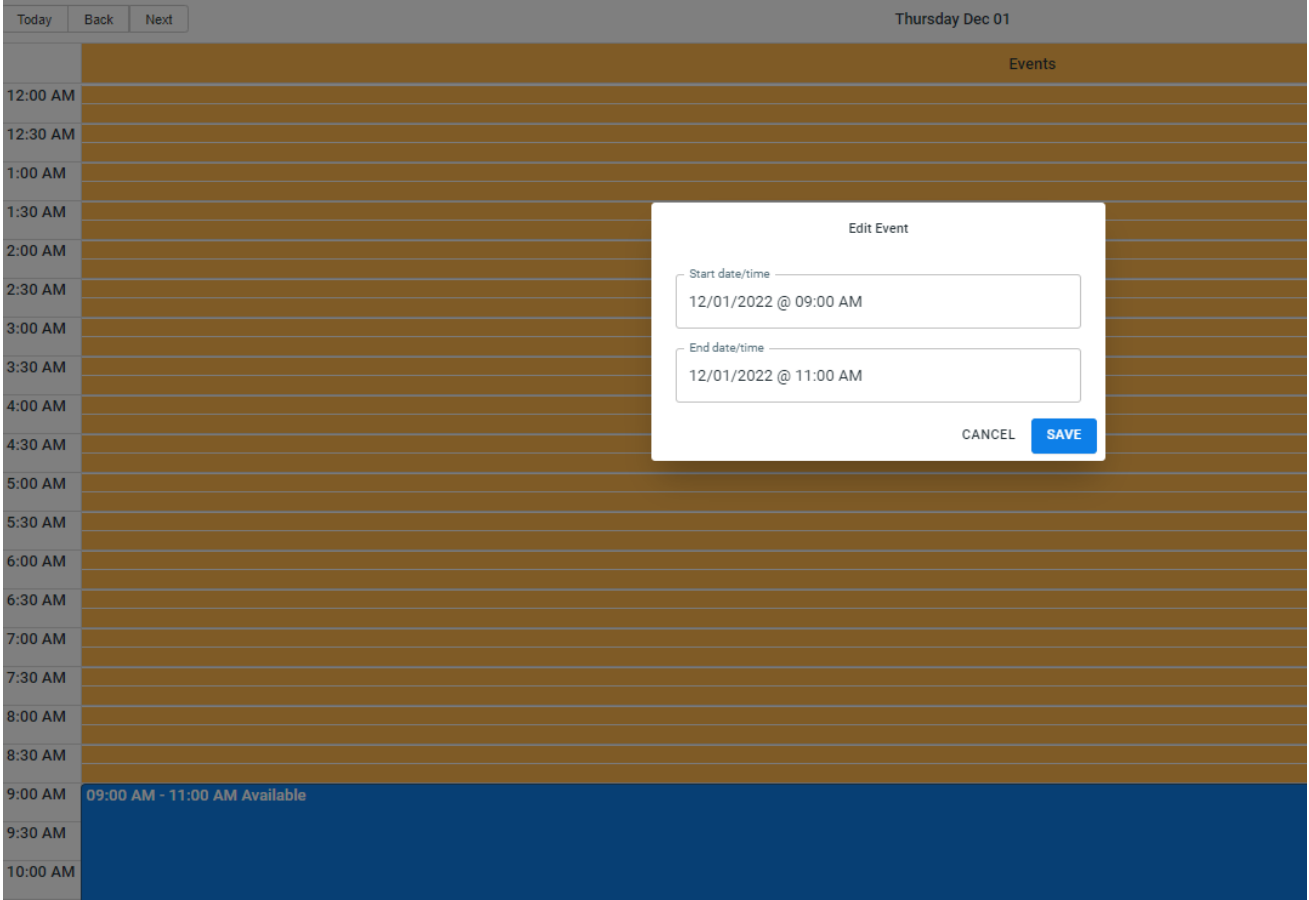 Today Back Next Thursday Dec 01
Events
12:00 AM
12:30 AM
1:00 AM
1:30 AM
Edit Event
2:00 AM
Start date/time
2:30 AM
12/01/2022 @ 09:00 AM
3:00 AM
End date/time
3:30 AM
12/01/2022 @ 11:00 AM
4:00 AM
CANCEL SAVE
4:30 AM
5:00 AM
5:30 AM
6:00 AM
6:30 AM
7:00 AM
7:30 AM
8:00 AM
8:30 AM
9:00 AM 09:00 AM - 11:00 AM Available
9:30 AM
10:00 AM